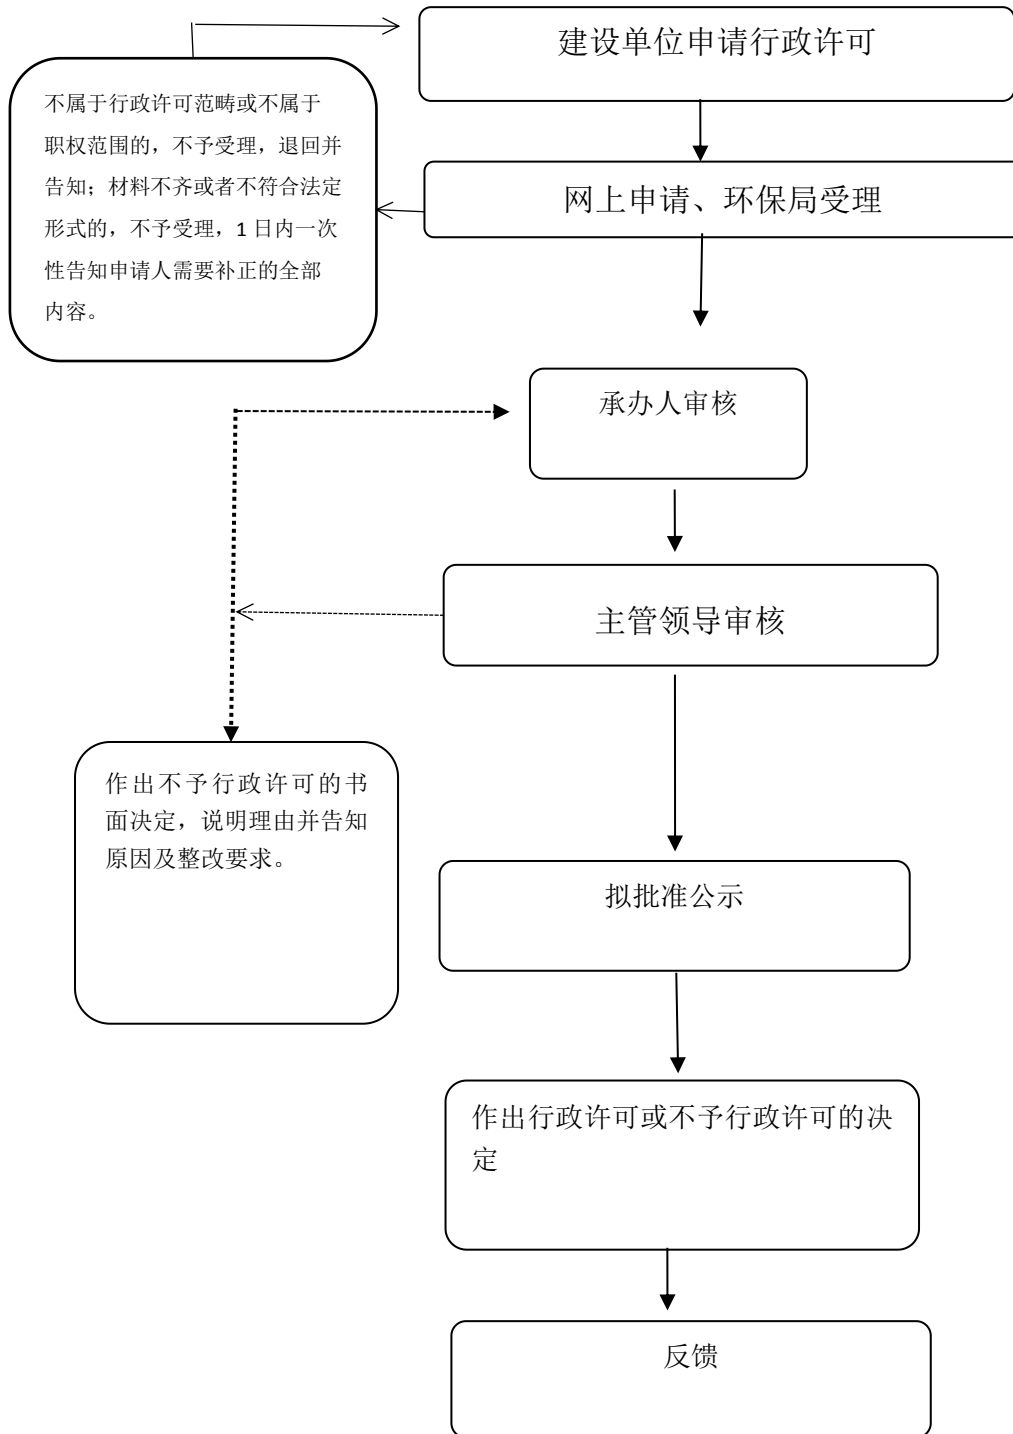 建设单位申请行政许可
不属于行政许可范畴或不属于
职权范围的，不予受理，退回并
告知；材料不齐或者不符合法定
形式的，不予受理，1 日内一次
性告知申请人需要补正的全部
内容。
网上申请、环保局受理
承办人审核
主管领导审核
作出不予行政许可的书
面决定，说明理由并告知
原因及整改要求。
拟批准公示
作出行政许可或不予行政许可的决
定
反馈